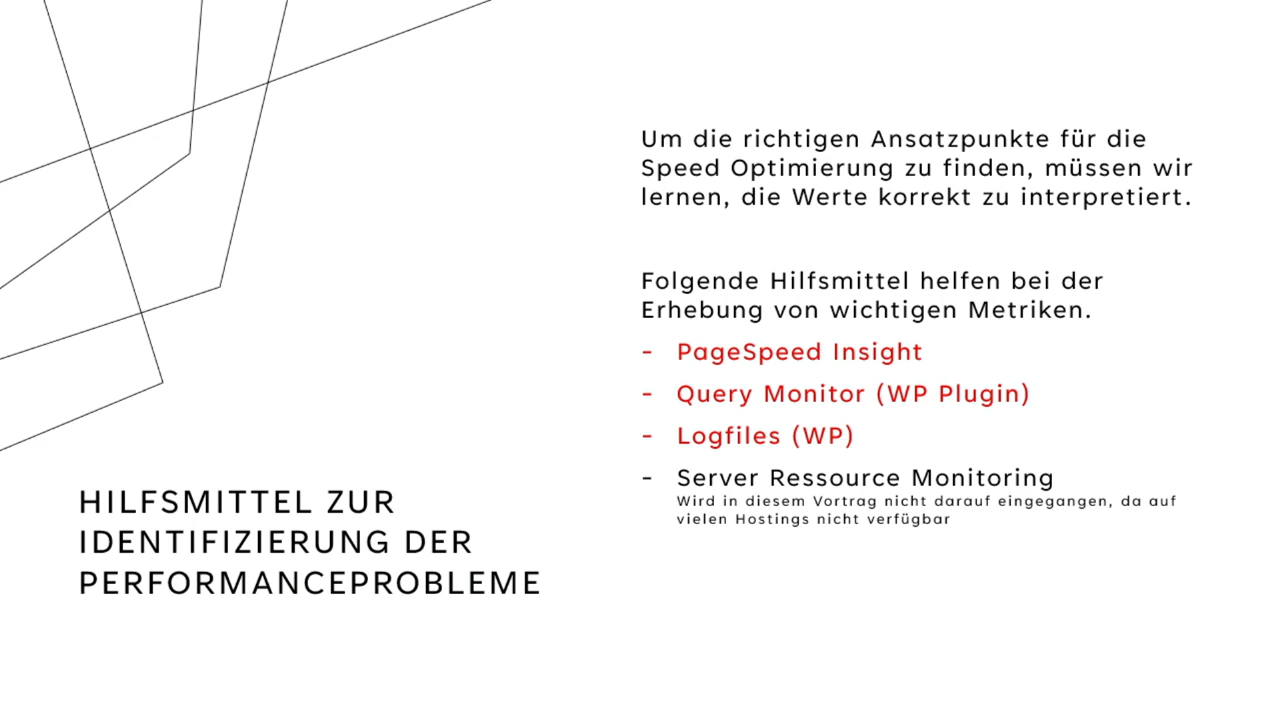 Um die richtigen Ansatzpunkte für die
Speed Optimierung zu finden, müssen wir
lernen, die Werte korrekt zu interpretiert.
Folgende Hilfsmittel helfen bei der
Erhebung von wichtigen Metriken.
- PageSpeed Insight
- Query Monitor (WP Plugin)
- Logfiles (WP)
- Server Ressource Monitoring
Wird in diesem Vortrag nicht darauf eingegangen, da auf
vielen Hostings nicht verfügbar
HILFSMITTEL ZUR
IDENTIFIZIERUNG DER
PERFORMANCEPROBLEME